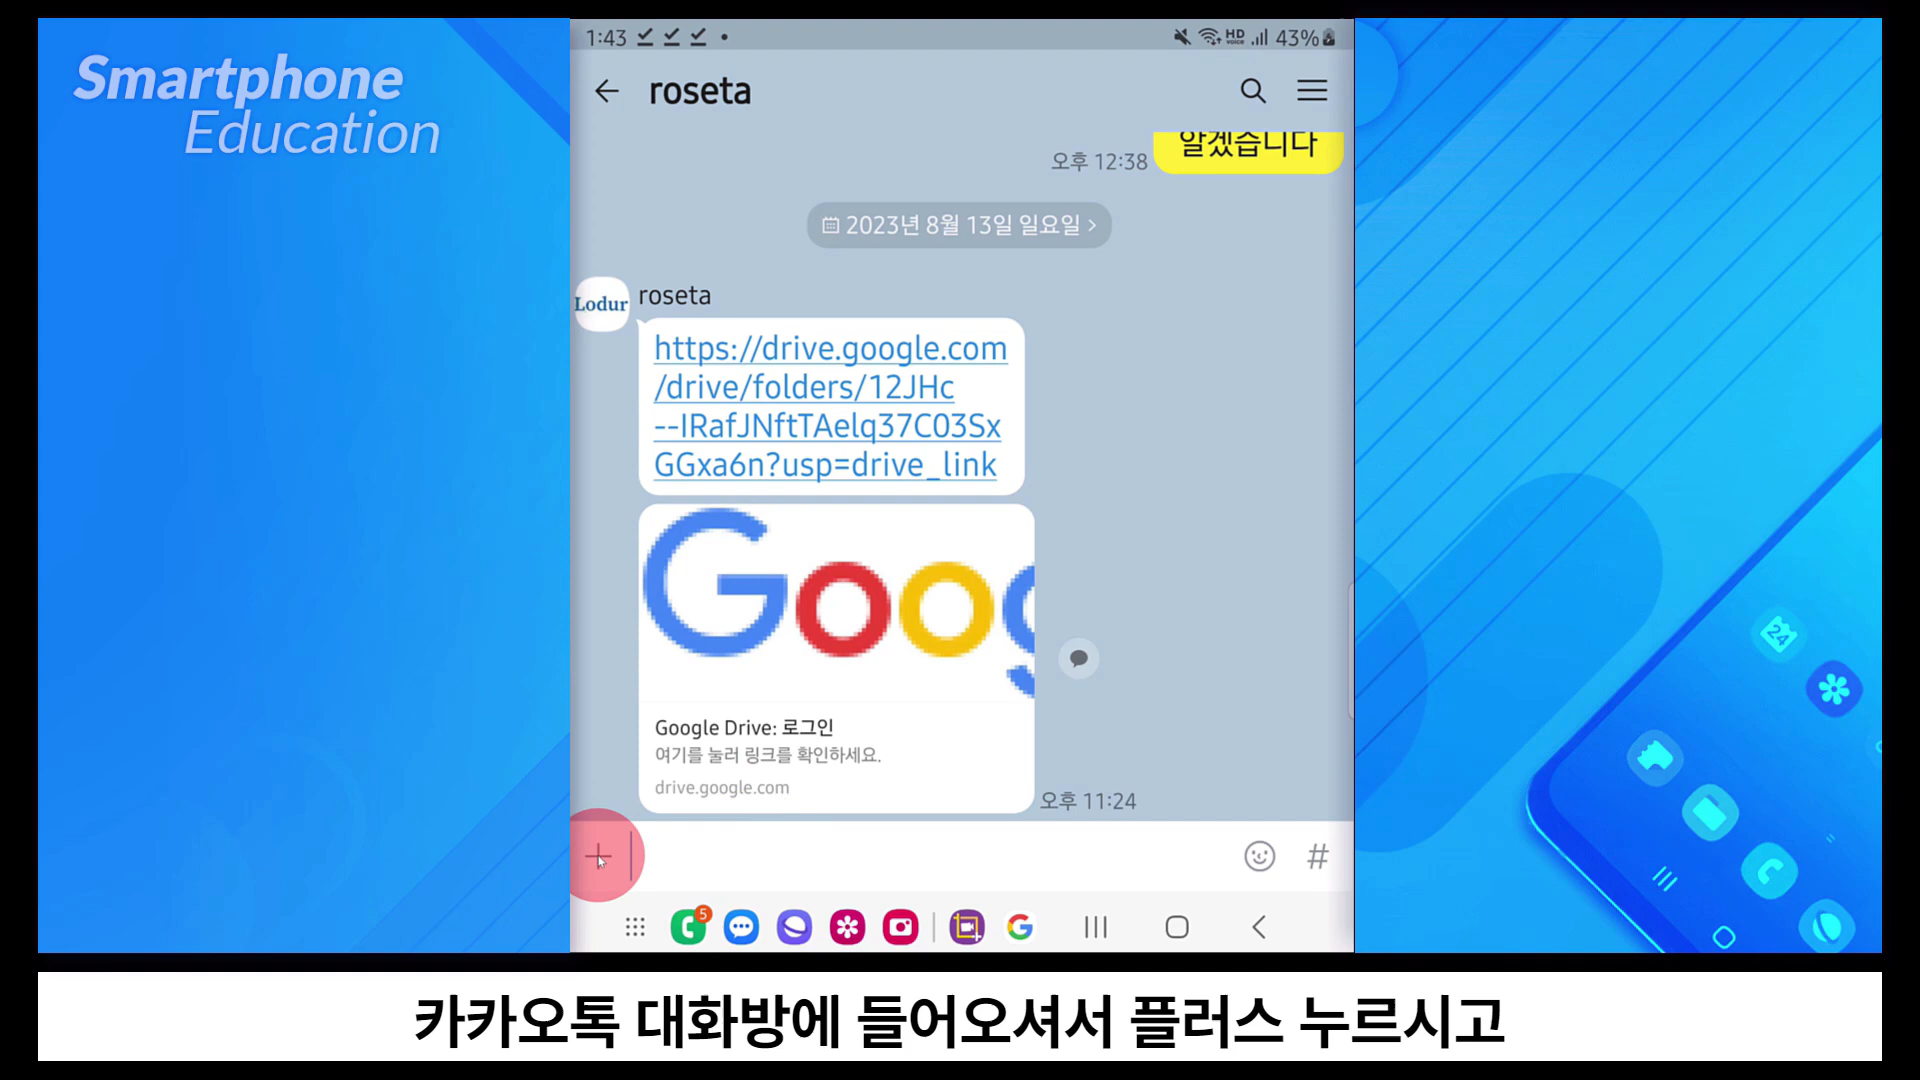 Smartphone
Education
1:43
HD voice 43%
roseta
알겠습니다
오후 12:38
2023년 8월 13일 일요일 >
Lodur
roseta
https://drive.google.com
/drive/folders/12JHc
--IRafJNftTAelq37C03Sx
GGxa6n?usp=drive_link
Goog
Google Drive: 로그인
여기를 눌러 링크를 확인하세요.
drive.google.com
오후 11:24
#
5
24
카카오톡 대화방에 들어오셔서 플러스 누르시고